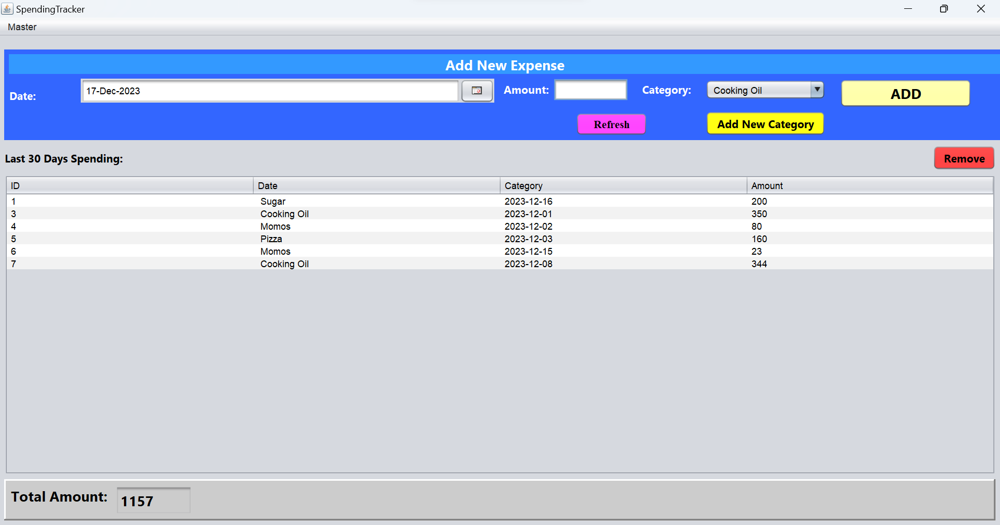 SpendingTracker
Master
Add New Expense
Date: 17-Dec-2023 Amount: Category: Cooking Oil ADD
Refresh Add New Category
Last 30 Days Spending: Remove
ID Date Category Amount
1 Sugar 2023-12-16 200
3 Cooking Oil 2023-12-01 350
4 Momos 2023-12-02 80
5 Pizza 2023-12-03 160
6 Momos 2023-12-15 23
7 Cooking Oil 2023-12-08 344
Total Amount: 1157